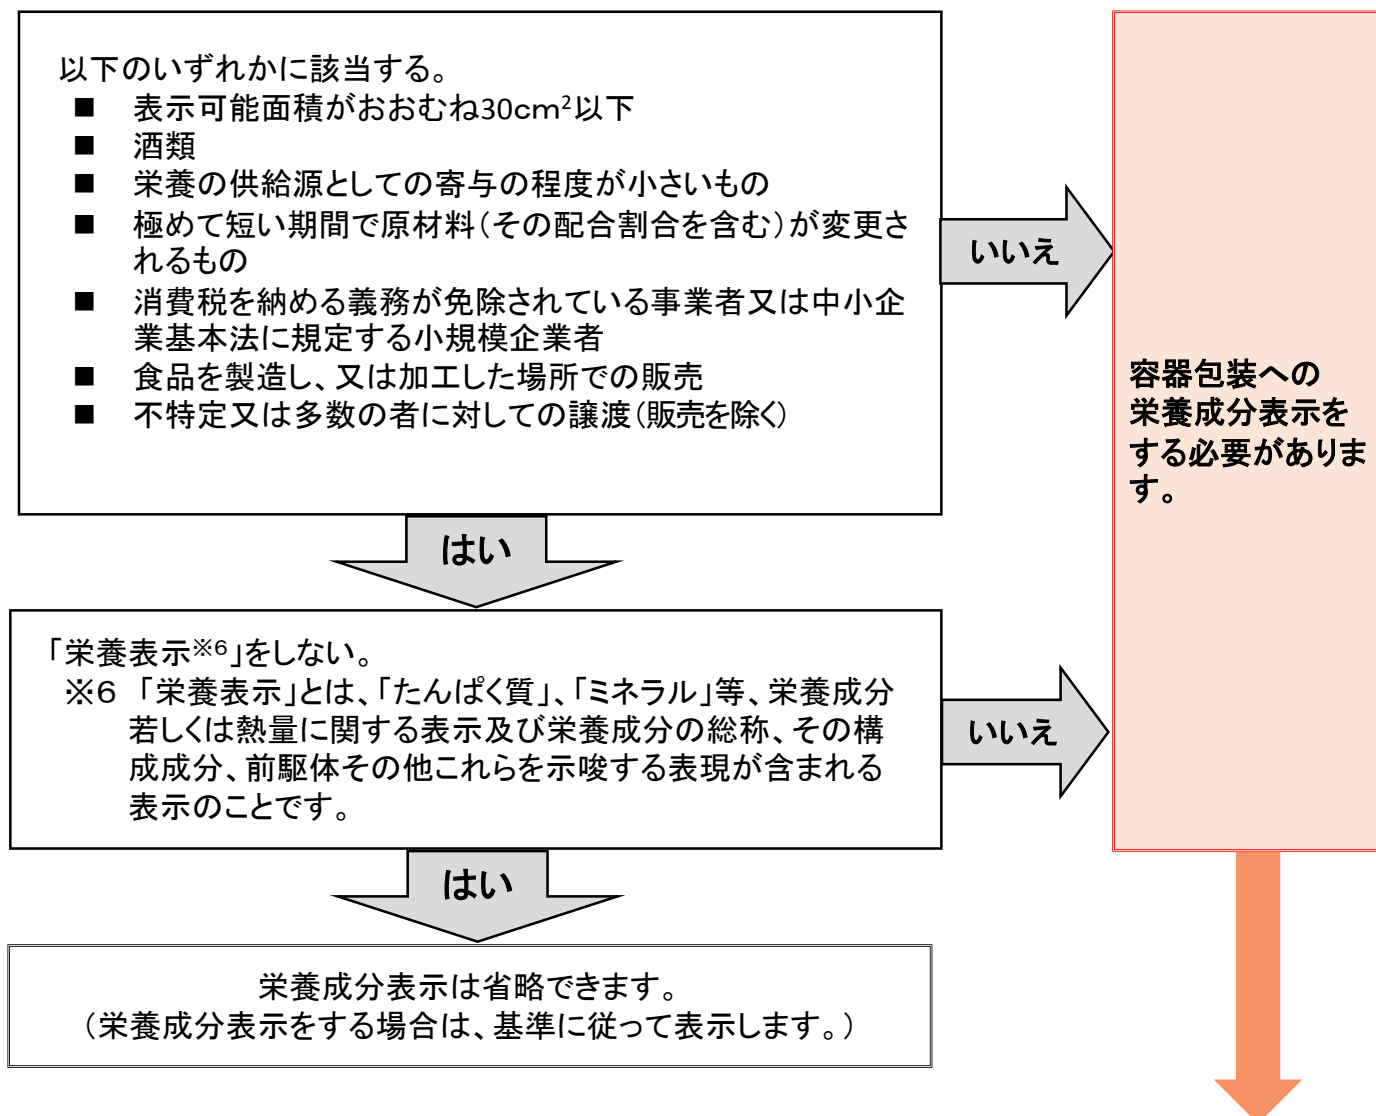 以下のいずれかに該当する。
■ 表示可能面積がおおむね30cm²以下
■ 酒類
■ 栄養の供給源としての寄与の程度が小さいもの
■ 極めて短い期間で原材料(その配合割合を含む)が変更さ
れるもの
■ 消費税を納める義務が免除されている事業者又は中小企
業基本法に規定する小規模企業者
■ 食品を製造し、又は加工した場所での販売
■ 不特定又は多数の者に対しての譲渡(販売を除く)
いいえ
容器包装への
栄養成分表示を
する必要がありま
す。
はい
「栄養表示※6」をしない。
※6 「栄養表示」とは、「たんぱく質」、「ミネラル」等、栄養成分
若しくは熱量に関する表示及び栄養成分の総称、その構
成成分、前駆体その他これらを示唆する表現が含まれる
表示のことです。
いいえ
はい
栄養成分表示は省略できます。
(栄養成分表示をする場合は、基準に従って表示します。)